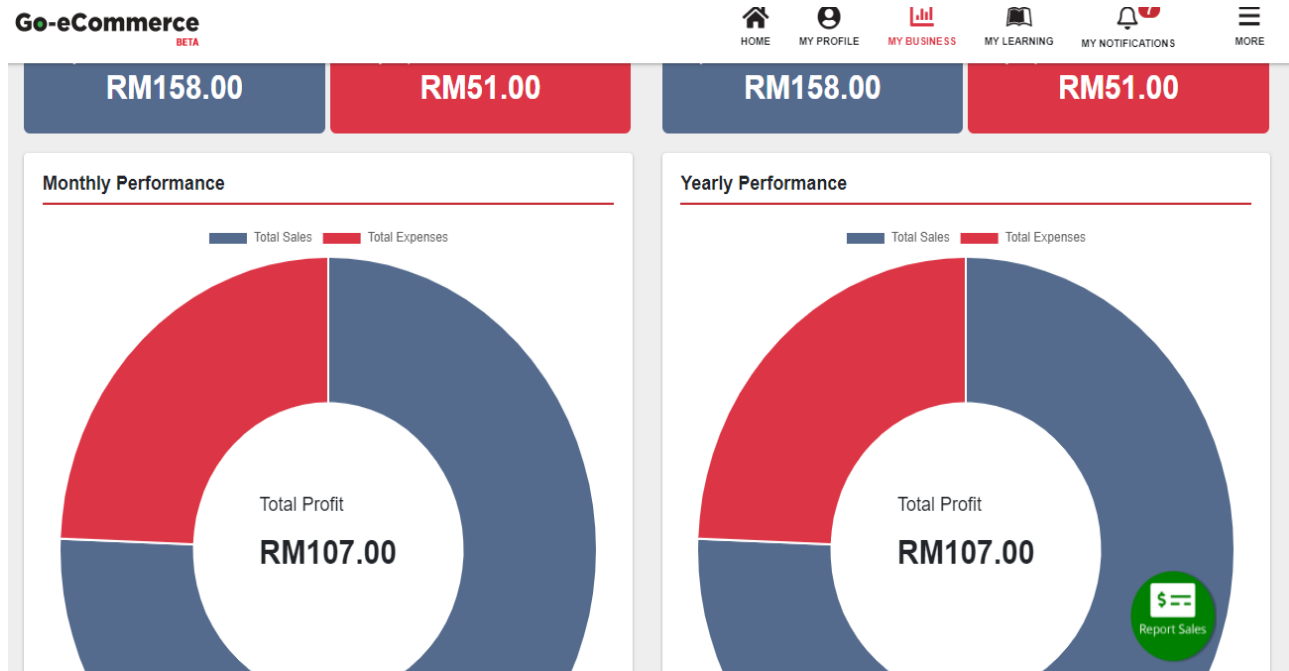 Go-eCommerce
BETA
HOME
MY PROFILE
MY BUSINESS
MY LEARNING
7
MY NOTIFICATIONS
MORE
RM158.00
RM51.00
RM158.00
RM51.00
Monthly Performance
Total Sales
Total Expenses
Total Profit
RM107.00
Yearly Performance
Total Sales
Total Expenses
Total Profit
RM107.00
$
Report Sales